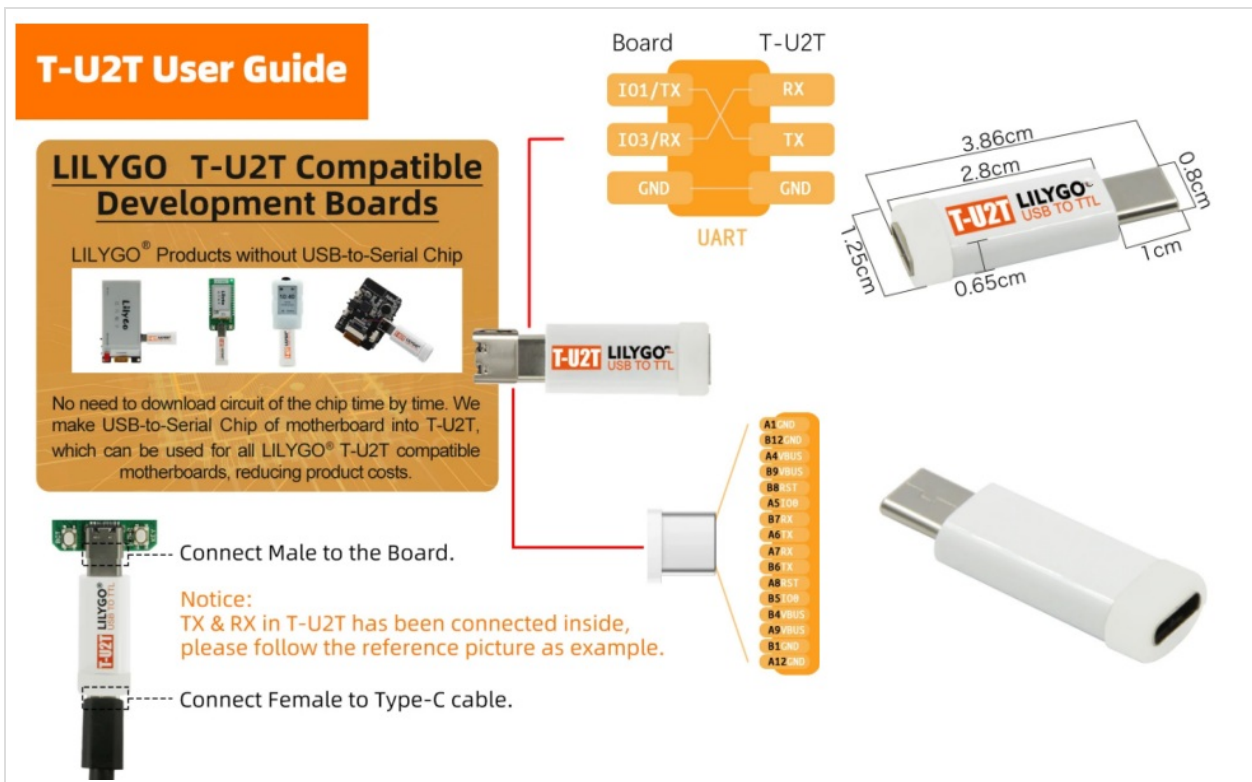 T-U2T User Guide
LILYGO T-U2T Compatible
Development Boards
LILYGO® Products without USB-to-Serial Chip
No need to download circuit of the chip time by time. We
make USB-to-Serial Chip of motherboard into T-U2T,
which can be used for all LILYGO® T-U2T compatible
motherboards, reducing product costs.
Board T-U2T
IO1/TX RX
IO3/RX TX
GND GND
UART
3.86cm
2.8cm
0.8cm
1.25cm
0.65cm
1cm
T-U2T LILYGO®
USB TO TTL
T-U2T LILYGO®
USB TO TTL
A1 GND
B12 GND
A4 VBUS
B9 VBUS
B8 RST
A5 IO0
B7 RX
A6 TX
A7 RX
B6 TX
A8 RST
B5 IO0
B4 VBUS
A9 VBUS
B1 GND
A12 GND
T-U2T LILYGO®
USB TO TTL
Connect Male to the Board.
Notice:
TX & RX in T-U2T has been connected inside,
please follow the reference picture as example.
Connect Female to Type-C cable.